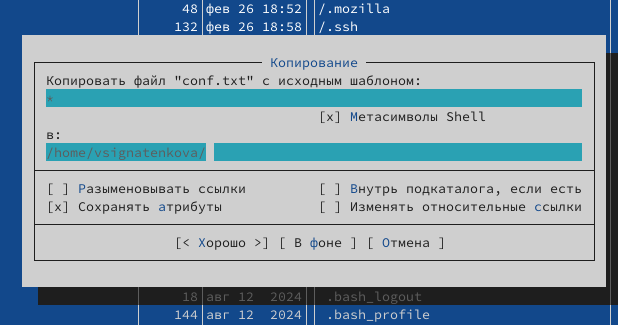 48 фев 26 18:52 /.mozilla
132 фев 26 18:58 /.ssh
Копирование
Копировать файл "conf.txt" с исходным шаблоном:
*
[x] Метасимволы Shell
в:
/home/vsignatenkova/
[ ] Разыменовывать ссылки [ ] Внутрь подкаталога, если есть
[x] Сохранять атрибуты [ ] Изменять относительные ссылки
[< Хорошо >] [ В фоне ] [ Отмена ]
18 авг 12 2024 .bash_logout
144 авг 12 2024 .bash_profile